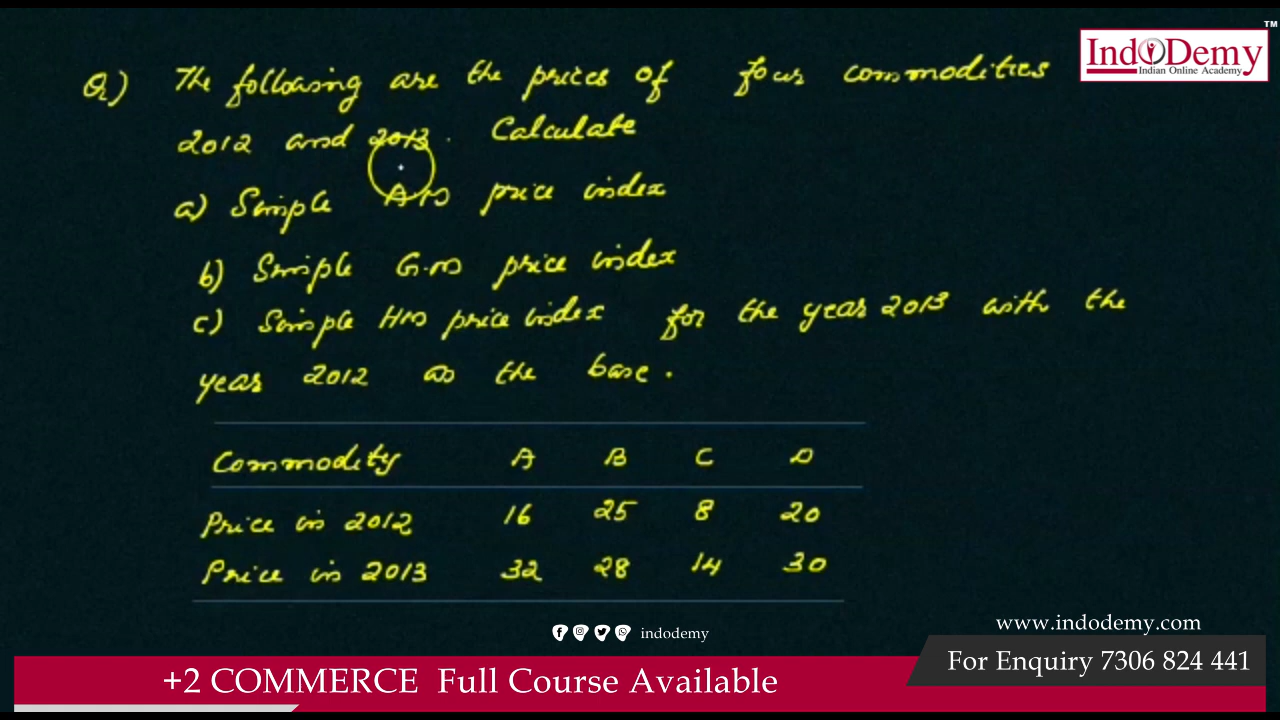 IndODemy
TM
Indian Online Academy
Q) The following are the prices of four commodities
2012 and 2013. Calculate
a) Simple AM price index
b) Simple G.M price index
c) Simple HM price index for the year 2013 with the
year 2012 as the base.
Commodity A B C D
Price in 2012 16 25 8 20
Price in 2013 32 28 14 30
indodemy
www.indodemy.com
+2 COMMERCE Full Course Available
For Enquiry 7306 824 441